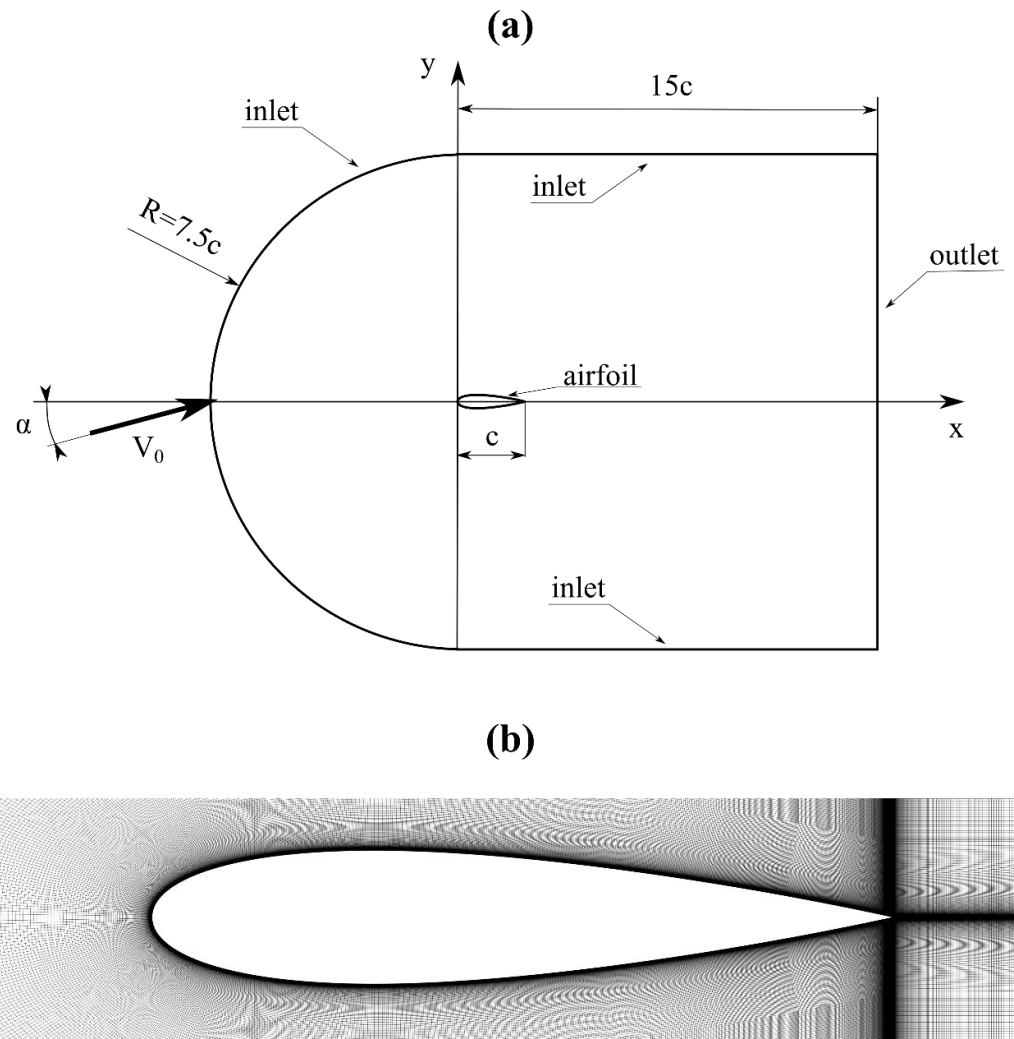 (a)
y
15c
inlet
inlet
R=7.5c
outlet
airfoil
α
V₀
c
x
inlet
(b)